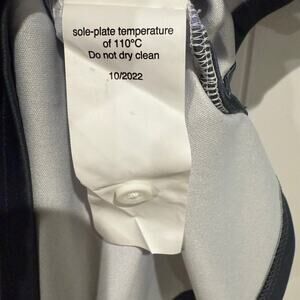 sole-plate temperature
of 110°C
Do not dry clean
10/2022